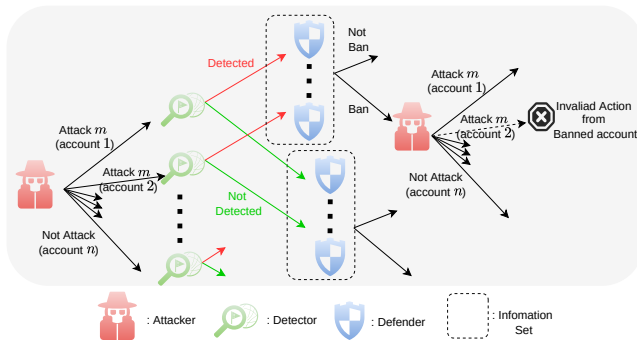 Not
Ban
Detected
Attack m
(account 1)
Ban
Attack m
(account 1)
Invaliad Action
from
Banned account
Attack m
(account 2)
Attack m
(account 2)
Not
Detected
Not Attack
(account n)
Not Attack
(account n)
: Attacker
: Detector
: Defender
: Infomation
Set